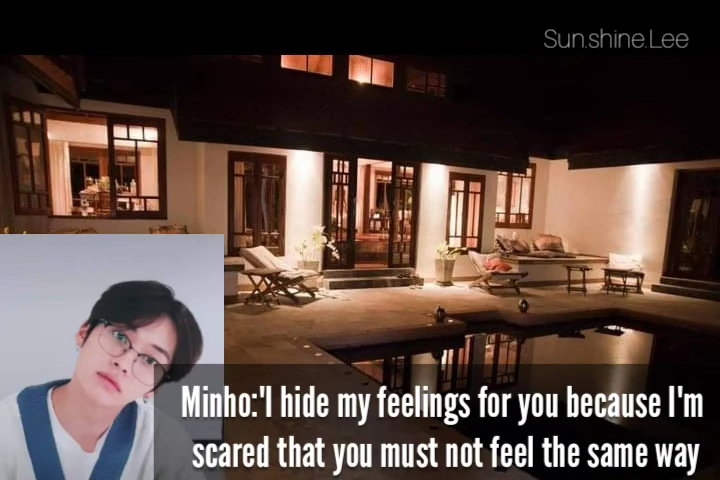 Sun.shine.Lee
Minho:'I hide my feelings for you because I'm
scared that you must not feel the same way